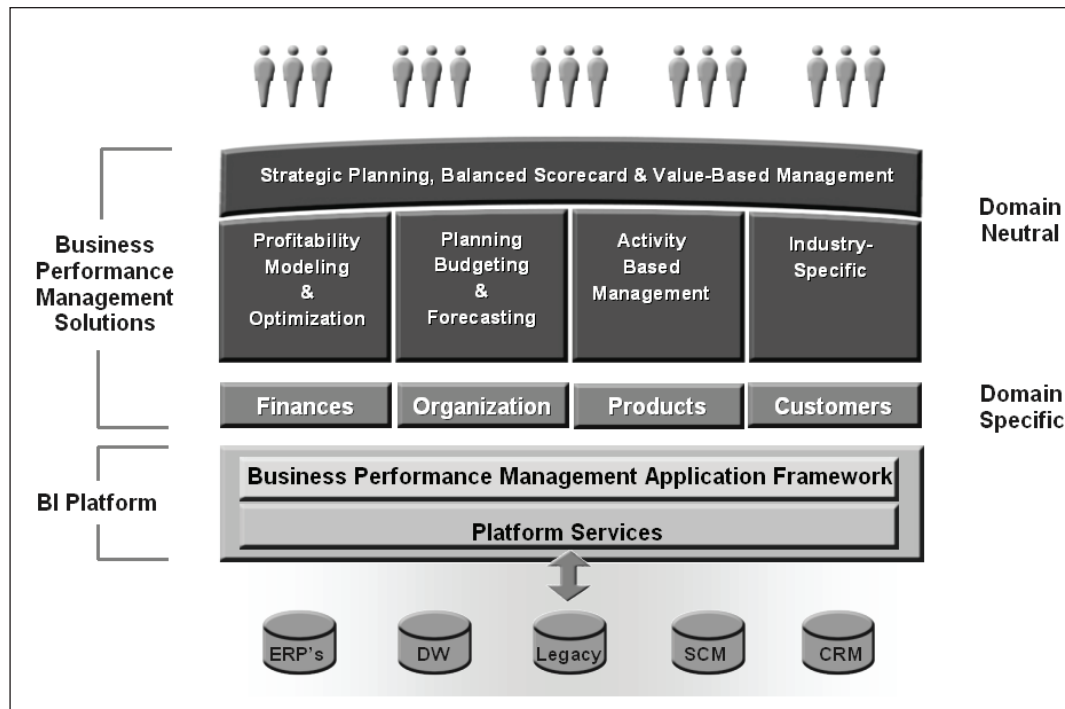 Strategic Planning, Balanced Scorecard & Value-Based Management
Domain
Neutral
Business
Performance
Management
Solutions
Profitability
Modeling
&
Optimization
Planning
Budgeting
&
Forecasting
Activity
Based
Management
Industry-
Specific
Finances
Organization
Products
Customers
Domain
Specific
BI Platform
Business Performance Management Application Framework
Platform Services
ERP's
DW
Legacy
SCM
CRM